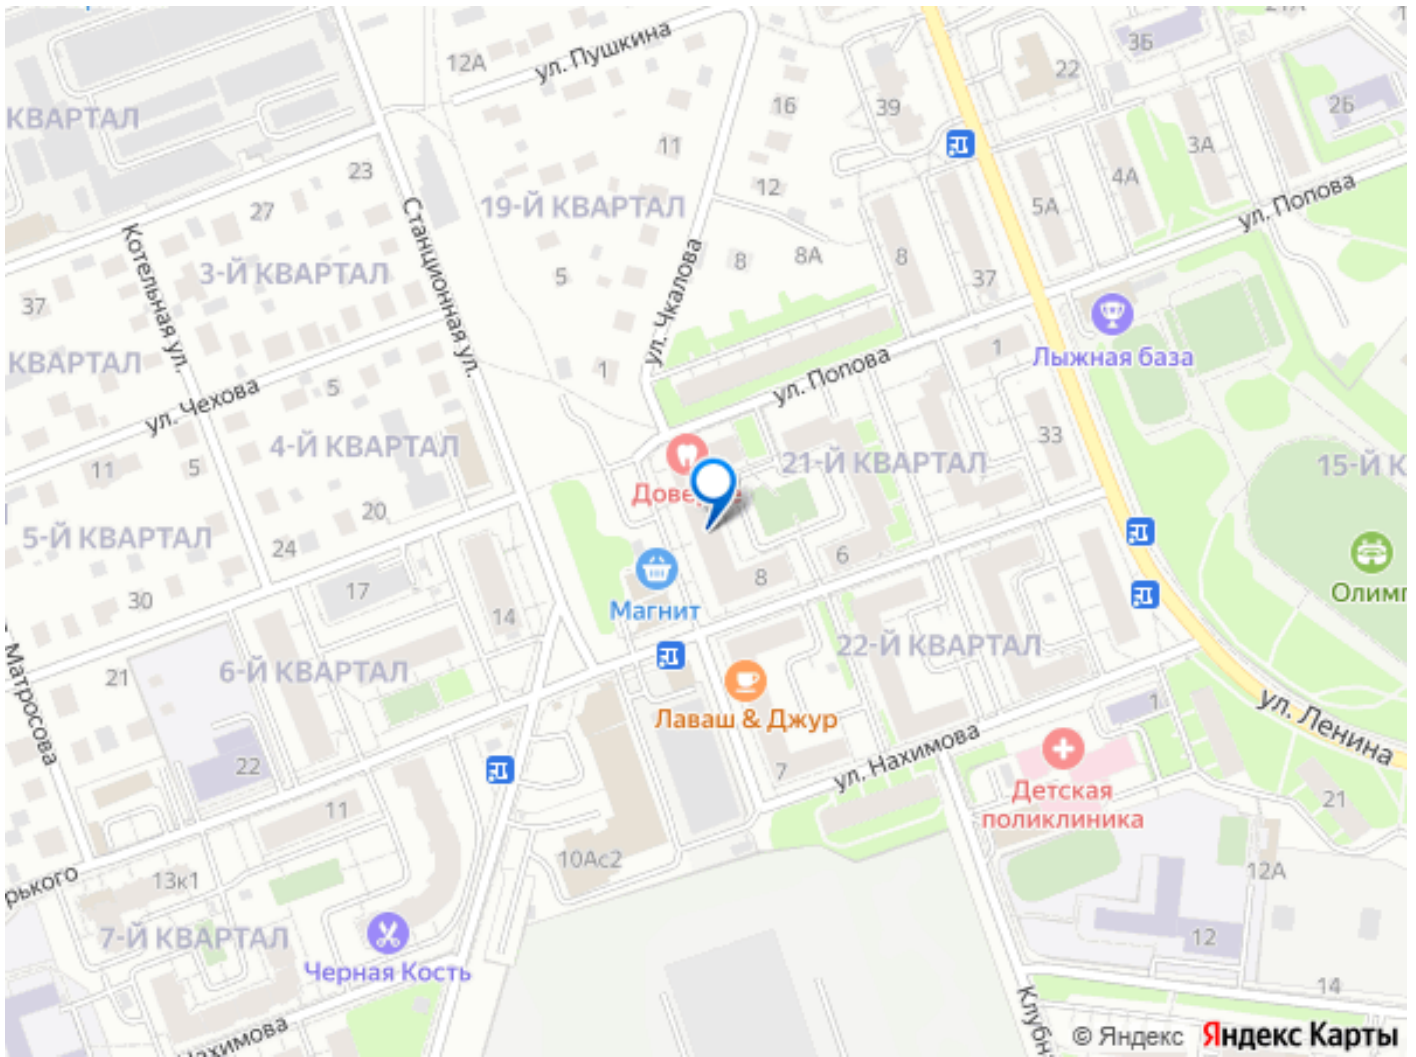 ул. Пушкина
12А
3Б
22
2Б
16
39
КВАРТАЛ
11
3А
23
4А
12
ул. Попова
19-Й КВАРТАЛ
5А
27
Станционная ул.
Котельная ул.
8
8А
8
3-Й КВАРТАЛ
5
37
37
ул. Чкалова
1
Лыжная база
КВАРТАЛ
1
ул. Попова
5
ул. Чехова
33
4-Й КВАРТАЛ
21-Й КВАРТАЛ
15-Й К
11
5
20
5-Й КВАРТАЛ
24
6
8
17
Магнит
30
14
Олимп
22-Й КВАРТАЛ
6-Й КВАРТАЛ
21
Матросова
Лаваш & Джур
1
ул. Ленина
ул. Нахимова
22
7
Детская
поликлиника
21
11
10Ас2
12А
13к1
рького
7-Й КВАРТАЛ
12
Черная Кость
14
Клубн
ахимова
© Яндекс
Яндекс Карты